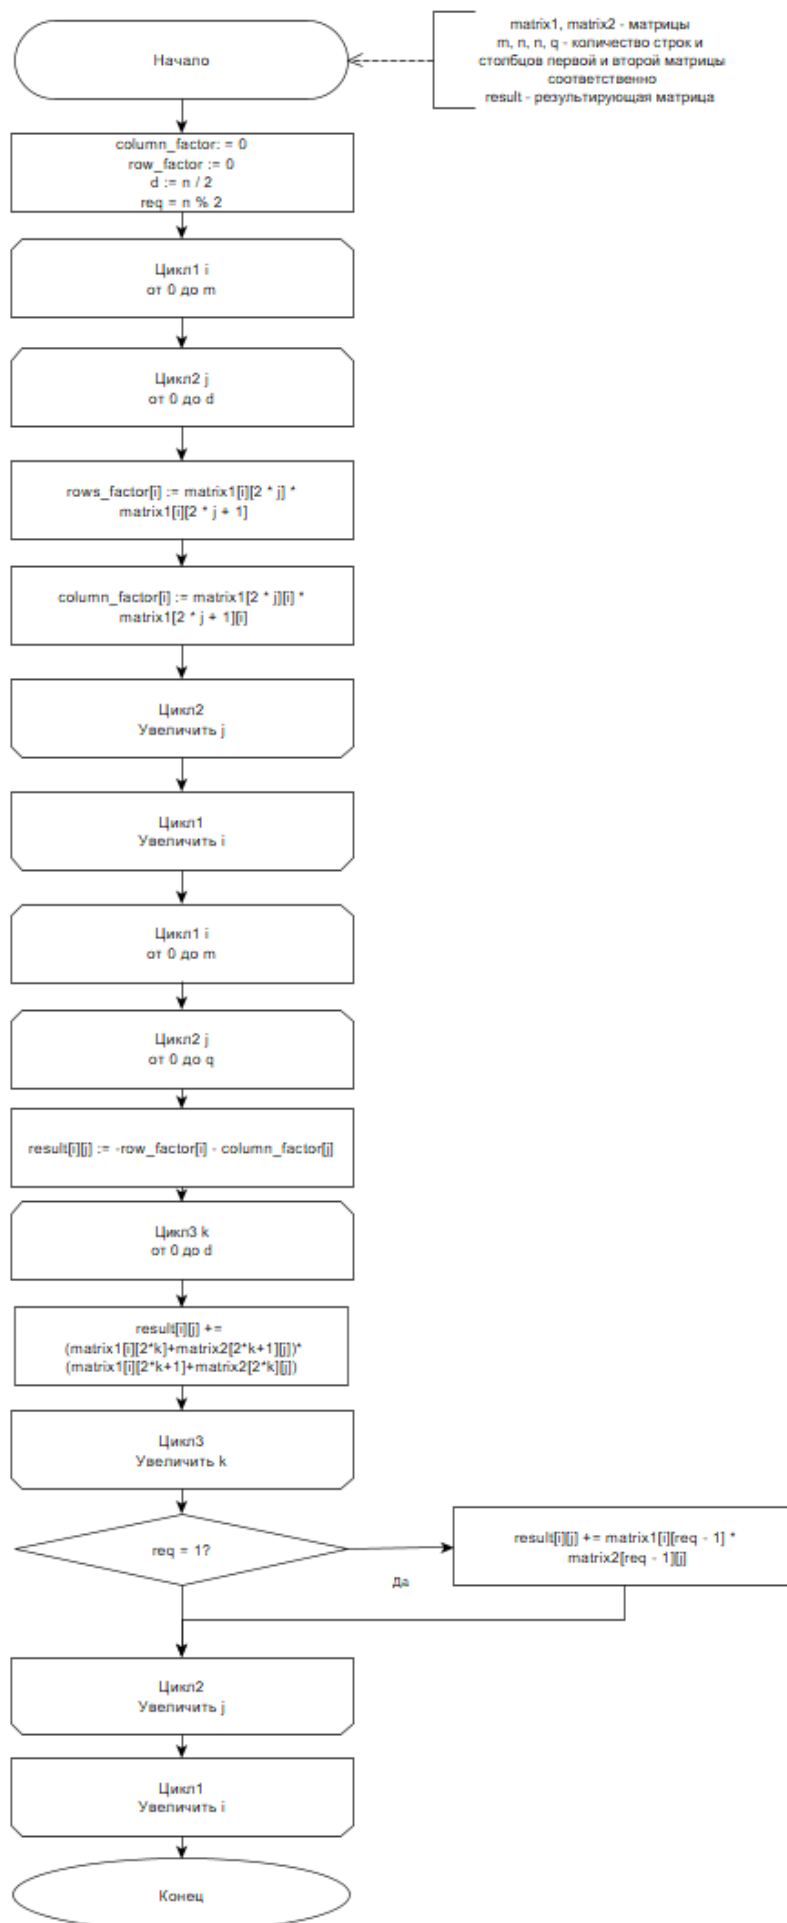 matrix1, matrix2 - матрицы
m, n, n, q - количество строк и
столбцов первой и второй матрицы
соответственно
result - результирующая матрица
Начало
column_factor: = 0
row_factor := 0
d := n / 2
req = n % 2
Цикл1 i
от 0 до m
Цикл2 j
от 0 до d
rows_factor[i] := matrix1[i][2 * j] *
matrix1[i][2 * j + 1]
column_factor[i] := matrix1[2 * j][i] *
matrix1[2 * j + 1][i]
Цикл2
Увеличить j
Цикл1
Увеличить i
Цикл1 i
от 0 до m
Цикл2 j
от 0 до q
result[i][j] := -row_factor[i] - column_factor[j]
Цикл3 k
от 0 до d
result[i][j] +=
(matrix1[i][2*k]+matrix2[2*k+1][j])*
(matrix1[i][2*k+1]+matrix2[2*k][j])
Цикл3
Увеличить k
req = 1?
Да
result[i][j] += matrix1[i][req - 1] *
matrix2[req - 1][j]
Цикл2
Увеличить j
Цикл1
Увеличить i
Конец